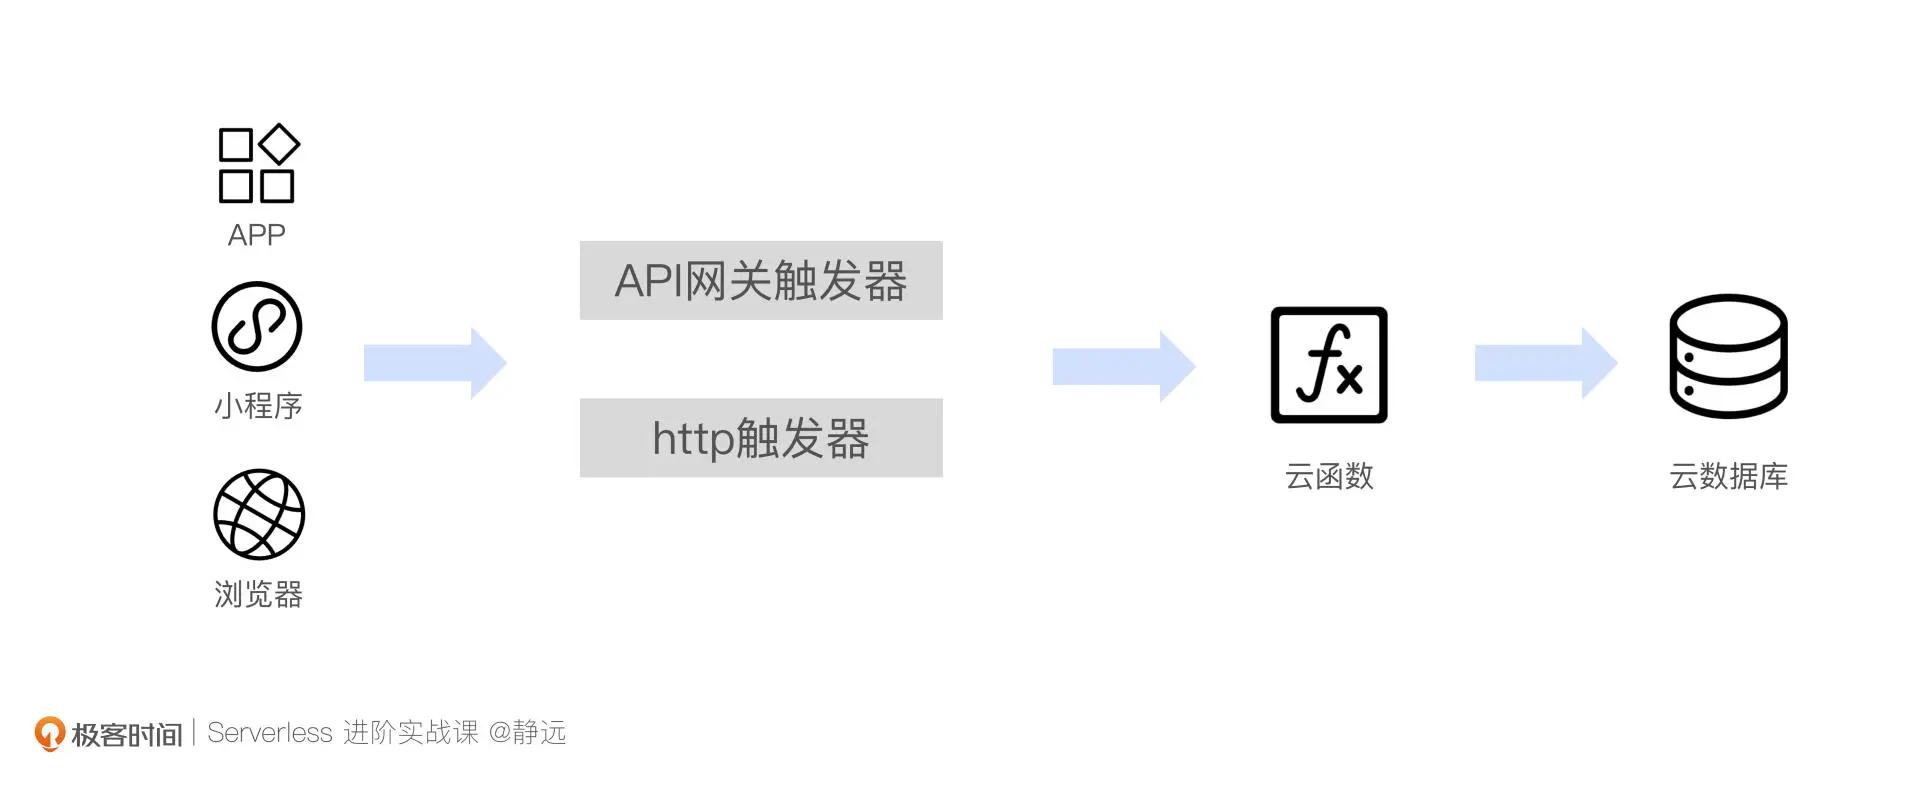 APP
小程序
浏览器
API网关触发器
http触发器
云函数
云数据库
极客时间 | Serverless 进阶实战课 @静远